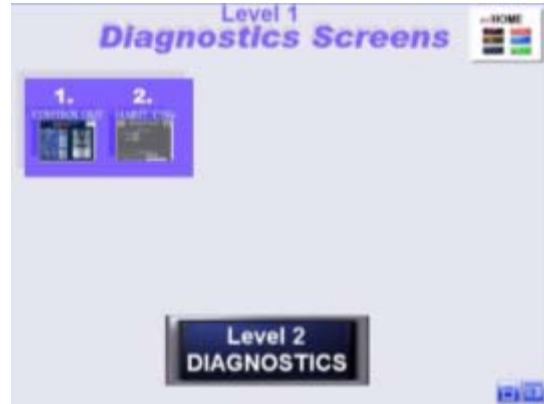 Level 1
Diagnostics Screens
HOME
1. 2.
Level 2
DIAGNOSTICS